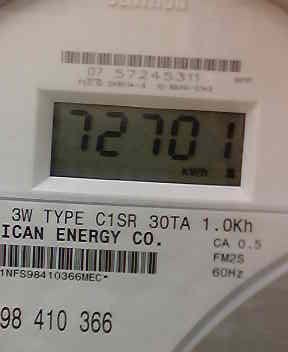 07 57245311
72701
KWH
3W TYPE C1SR 30TA 1.0Kh
ICAN ENERGY CO.
CA 0.5
FM2S
60Hz
1NFS98410366MEC*
98 410 366